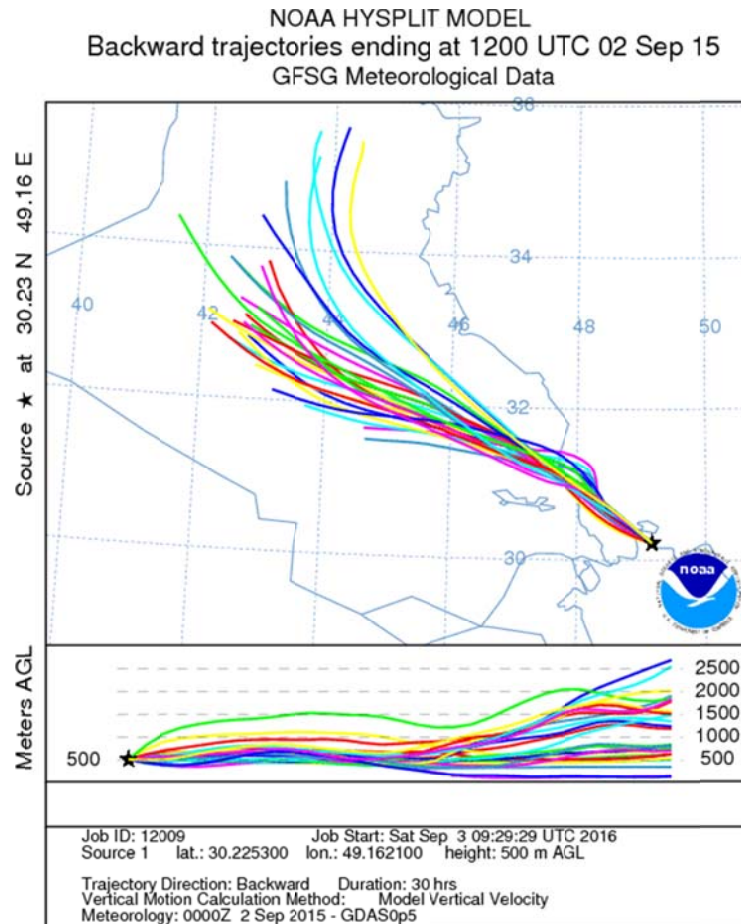 NOAA HYSPLIT MODEL
Backward trajectories ending at 1200 UTC 02 Sep 15
GFSG Meteorological Data
Source ★ at 30.23 N 49.16 E
36
34
40
42
44
46
48
50
32
30
noaa
Meters AGL
2500
2000
1500
1000
500
500
Job ID: 12009 Job Start: Sat Sep 3 09:29:29 UTC 2016
Source 1 lat.: 30.225300 lon.: 49.162100 height: 500 m AGL
Trajectory Direction: Backward Duration: 30 hrs
Vertical Motion Calculation Method: Model Vertical Velocity
Meteorology: 0000Z 2 Sep 2015 - GDAS0p5